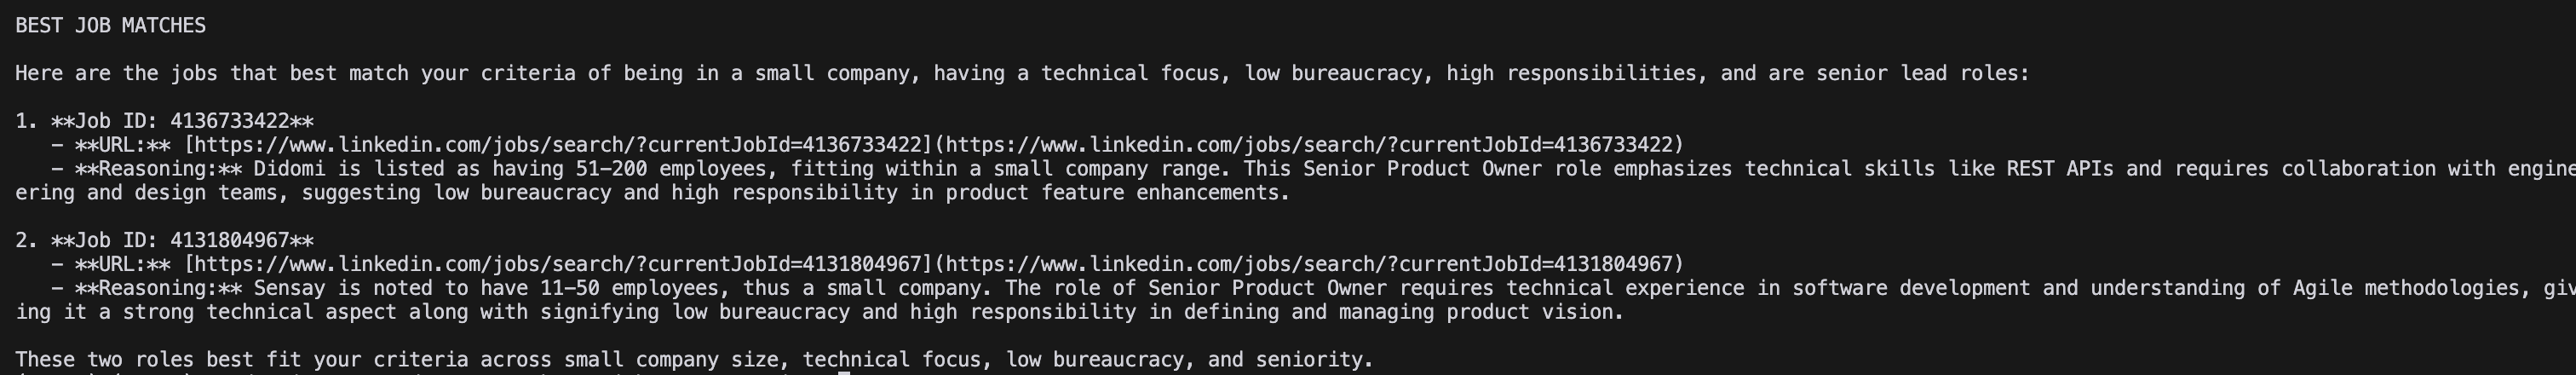 BEST JOB MATCHES
Here are the jobs that best match your criteria of being in a small company, having a technical focus, low bureaucracy, high responsibilities, and are senior lead roles:
1. **Job ID: 4136733422**
   - **URL:** [https://www.linkedin.com/jobs/search/?currentJobId=4136733422](https://www.linkedin.com/jobs/search/?currentJobId=4136733422)
   - **Reasoning:** Didomi is listed as having 51-200 employees, fitting within a small company range. This Senior Product Owner role emphasizes technical skills like REST APIs and requires collaboration with engine
ering and design teams, suggesting low bureaucracy and high responsibility in product feature enhancements.
2. **Job ID: 4131804967**
   - **URL:** [https://www.linkedin.com/jobs/search/?currentJobId=4131804967](https://www.linkedin.com/jobs/search/?currentJobId=4131804967)
   - **Reasoning:** Sensay is noted to have 11-50 employees, thus a small company. The role of Senior Product Owner requires technical experience in software development and understanding of Agile methodologies, giv
ing it a strong technical aspect along with signifying low bureaucracy and high responsibility in defining and managing product vision.
These two roles best fit your criteria across small company size, technical focus, low bureaucracy, and seniority.